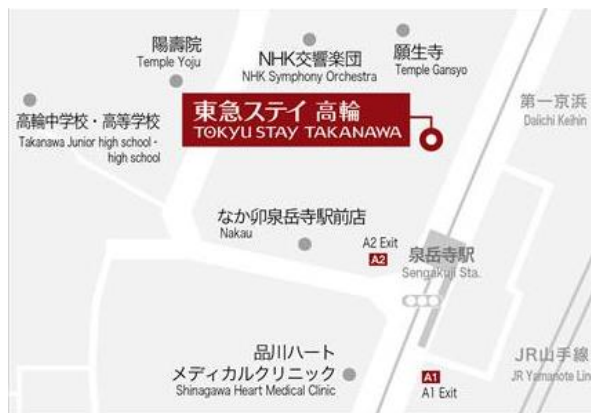 陽壽院
Temple Yoju
NHK交響楽団
NHK Symphony Orchestra
願生寺
Temple Gansyo
高輪中学校・高等学校
Takanawa Junior high school・
high school
東急ステイ 高輪
TOKYU STAY TAKANAWA
第一京浜
Daiichi Keihin
なか卯泉岳寺駅前店
Nakau
A2 Exit
A2
泉岳寺駅
Sengakuji Sta.
品川ハート
メディカルクリニック
Shinagawa Heart Medical Clinic
A1
A1 Exit
JR山手線
JR Yamanote Lin